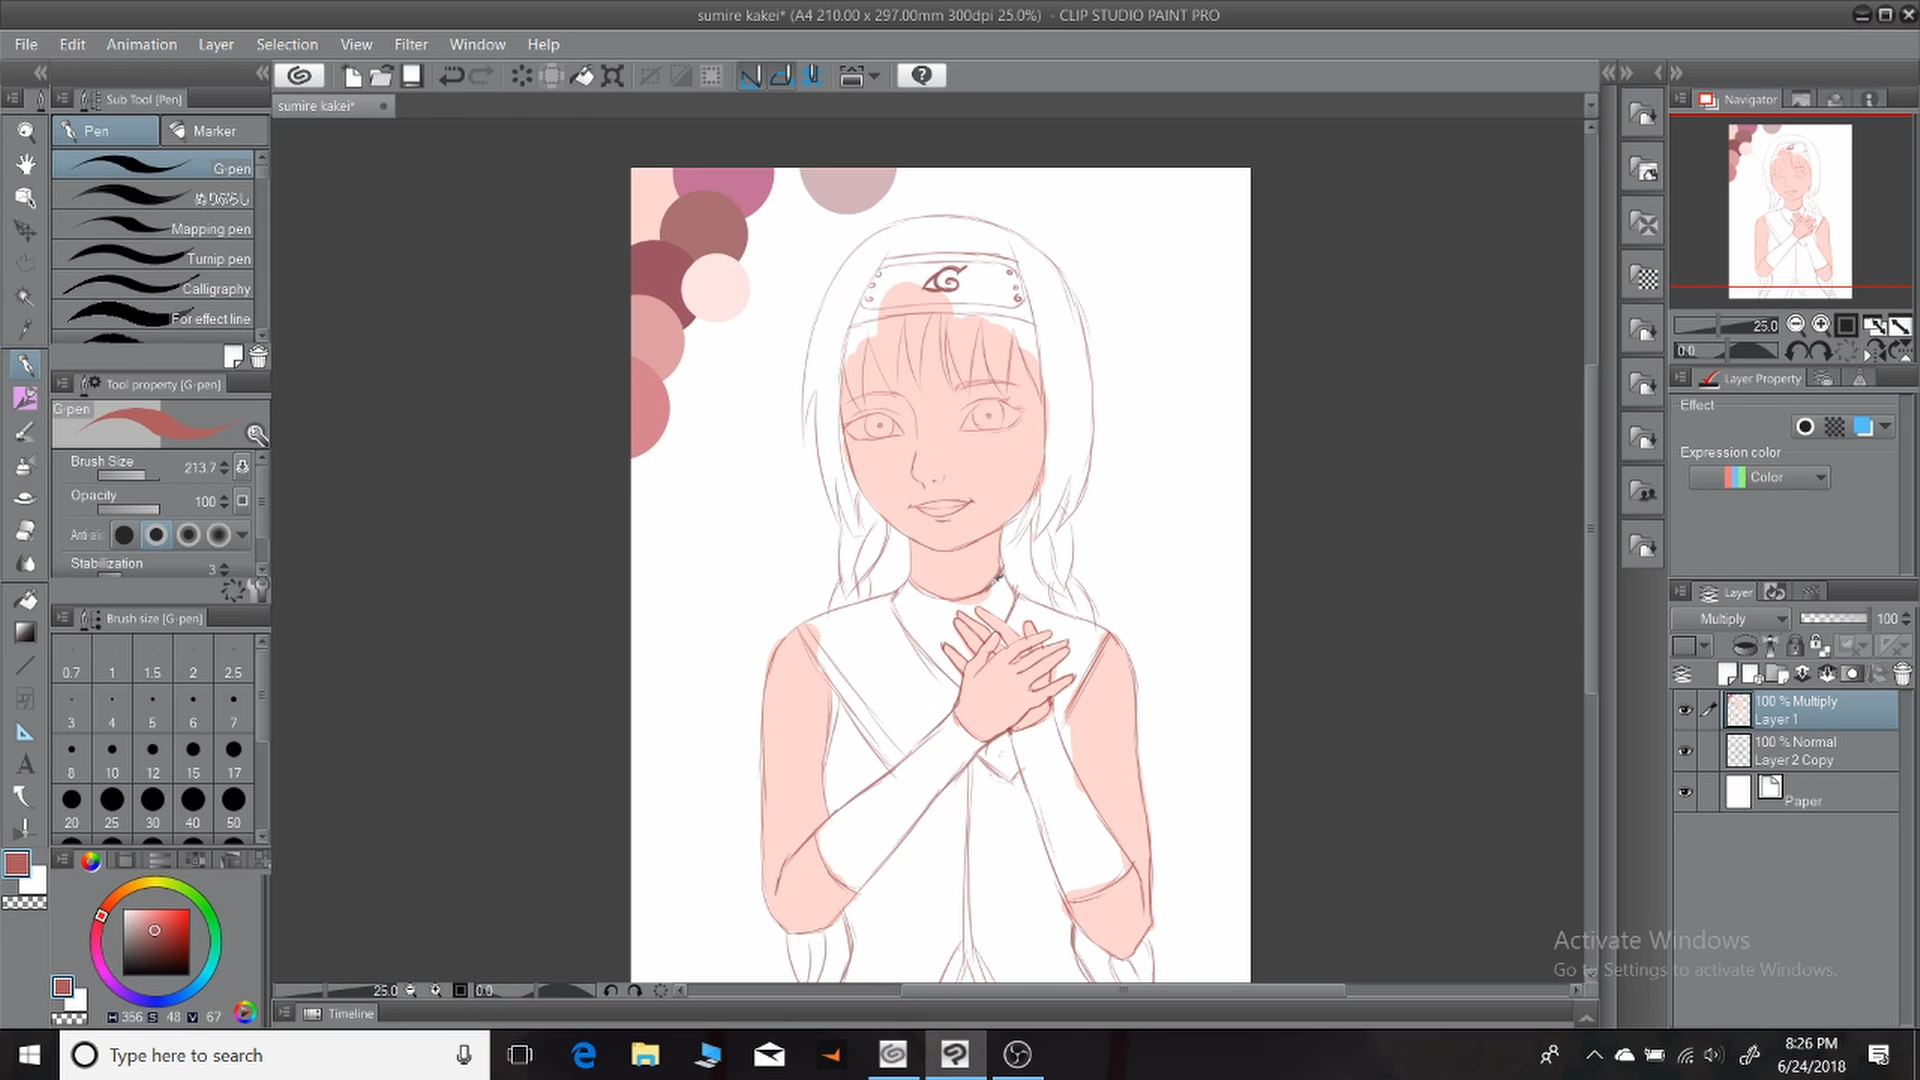 sumire kakei* (A4 210.00 x 297.00mm 300dpi 25.0%) - CLIP STUDIO PAINT PRO
File Edit Animation Layer Selection View Filter Window Help
Sub Tool [Pen]
sumire kakei*
Navigator
Pen Marker
G-pen
ぬりつぶし
Mapping pen
Turnip pen
Calligraphy
For effect line
25.0
0.0
Tool property [G-pen]
Layer Property
G-pen
Effect
Brush Size 213.7
Expression color
Opacity 100
Color
Stabilization 3
Brush size [G-pen]
Layer
Multiply 100
0.7 1 1.5 2 2.5
3 4 5 6 7
100 % Multiply
Layer 1
100 % Normal
Layer 2 Copy
8 10 12 15 17
Paper
20 25 30 40 50
Activate Windows
Go to Settings to activate Windows.
25.0 0.0
H 356 S 48 V 67
Timeline
Type here to search
8:26 PM
6/24/2018